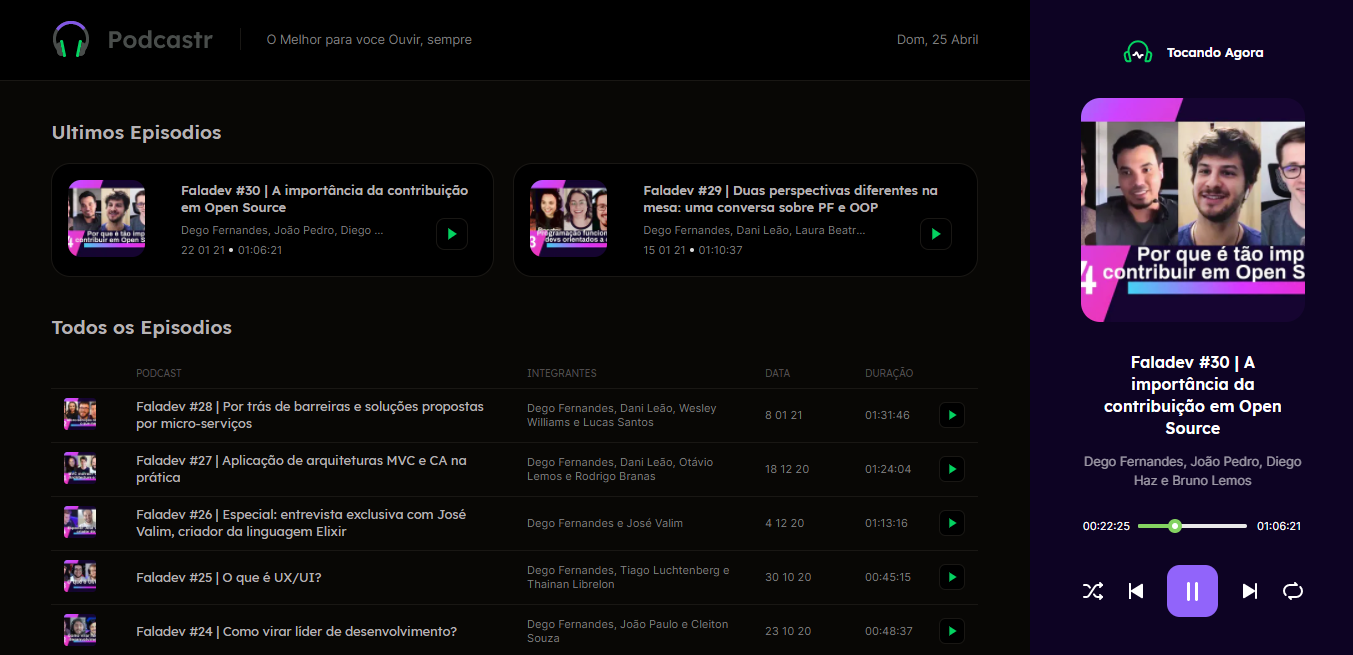 Podcastr
O Melhor para voce Ouvir, sempre
Dom, 25 Abril
Ultimos Episodios
Por que é tão imp
contribuir em Open S
Faladev #30 | A importância da contribuição
em Open Source
Dego Fernandes, João Pedro, Diego ...
22 01 21 • 01:06:21
Programação funcion
devs orientados a
Faladev #29 | Duas perspectivas diferentes na
mesa: uma conversa sobre PF e OOP
Dego Fernandes, Dani Leão, Laura Beatr...
15 01 21 • 01:10:37
Todos os Episodios
PODCAST INTEGRANTES DATA DURAÇÃO
Faladev #28 | Por trás de barreiras e soluções propostas
por micro-serviços
Dego Fernandes, Dani Leão, Wesley
Williams e Lucas Santos
8 01 21
01:31:46
Faladev #27 | Aplicação de arquiteturas MVC e CA na
prática
Dego Fernandes, Dani Leão, Otávio
Lemos e Rodrigo Branas
18 12 20
01:24:04
Faladev #26 | Especial: entrevista exclusiva com José
Valim, criador da linguagem Elixir
Dego Fernandes e José Valim
4 12 20
01:13:16
Faladev #25 | O que é UX/UI?
Dego Fernandes, Tiago Luchtenberg e
Thainan Librelon
30 10 20
00:45:15
Faladev #24 | Como virar líder de desenvolvimento?
Dego Fernandes, João Paulo e Cleiton
Souza
23 10 20
00:48:37
Tocando Agora
Por que é tão imp
4 contribuir em Open S
Faladev #30 | A
importância da
contribuição em Open
Source
Dego Fernandes, João Pedro, Diego
Haz e Bruno Lemos
00:22:25 01:06:21